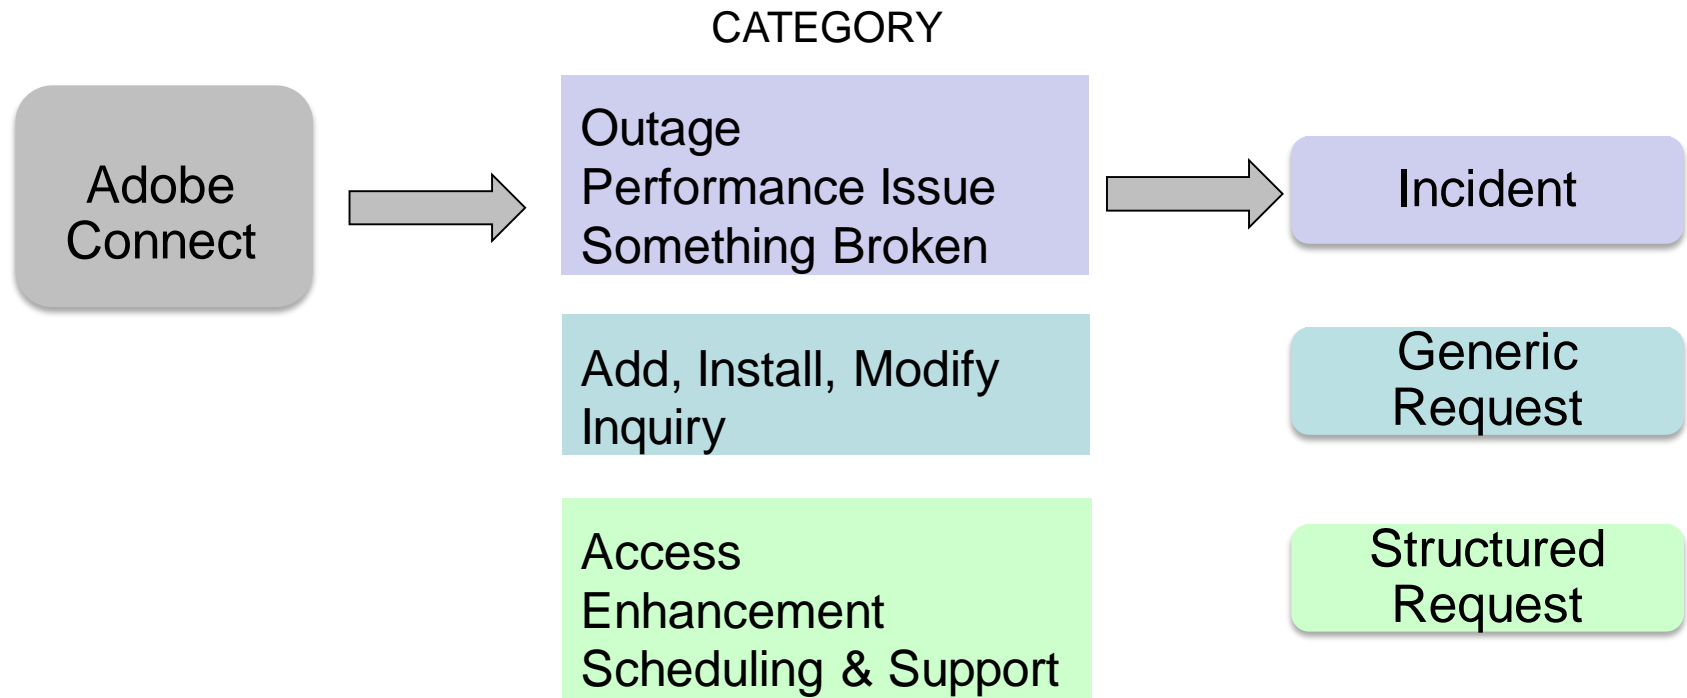 CATEGORY
Adobe
Connect
Outage
Performance Issue
Something Broken
Incident
Add, Install, Modify
Inquiry
Generic
Request
Access
Enhancement
Scheduling & Support
Structured
Request